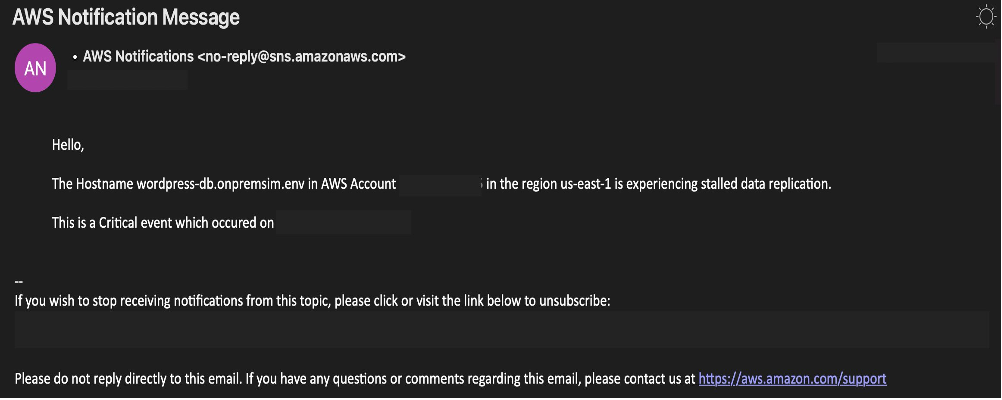 AWS Notification Message
AN
• AWS Notifications <no-reply@sns.amazonaws.com>
Hello,
The Hostname wordpress-db.onpremsim.env in AWS Account in the region us-east-1 is experiencing stalled data replication.
This is a Critical event which occured on
--
If you wish to stop receiving notifications from this topic, please click or visit the link below to unsubscribe:
Please do not reply directly to this email. If you have any questions or comments regarding this email, please contact us at https://aws.amazon.com/support